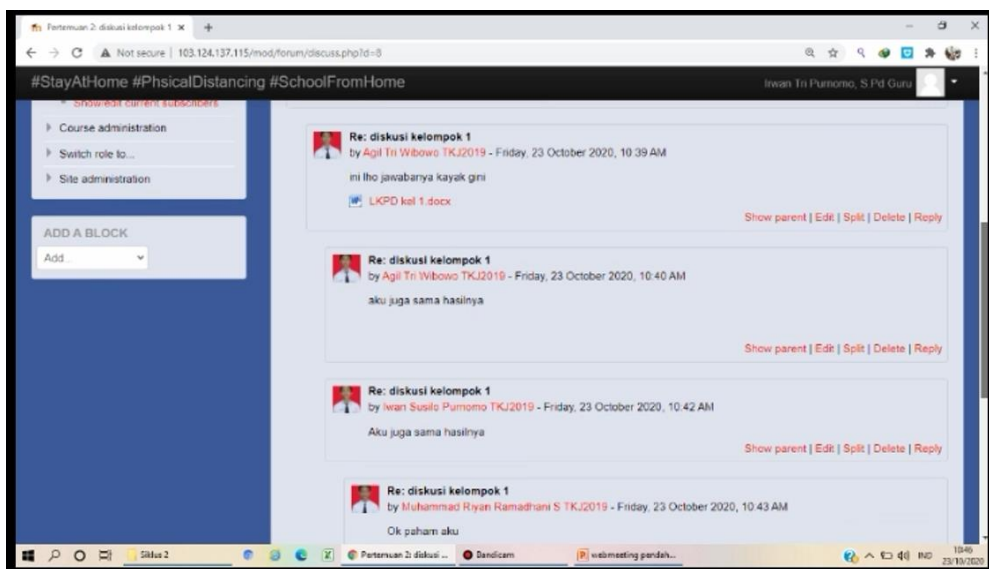 Pertemuan 2: diskusi kelompok 1
Not secure | 103.124.137.115/mod/forum/discuss.php?d=8
#StayAtHome #PhsicalDistancing #SchoolFromHome
Irwan Tri Purnomo, S.Pd Guru
Show/edit current subscribers
Course administration
Switch role to...
Site administration
ADD A BLOCK
Add...
Re: diskusi kelompok 1
by Agil Tri Wibowo TKJ2019 - Friday, 23 October 2020, 10:39 AM
ini lho jawabanya kayak gini
LKPD kel 1.docx
Show parent | Edit | Split | Delete | Reply
Re: diskusi kelompok 1
by Agil Tri Wibowo TKJ2019 - Friday, 23 October 2020, 10:40 AM
aku juga sama hasilnya
Show parent | Edit | Split | Delete | Reply
Re: diskusi kelompok 1
by Iwan Susilo Purnomo TKJ2019 - Friday, 23 October 2020, 10:42 AM
Aku juga sama hasilnya
Show parent | Edit | Split | Delete | Reply
Re: diskusi kelompok 1
by Muhammad Riyan Ramadhani S TKJ2019 - Friday, 23 October 2020, 10:43 AM
Ok paham aku
Siklus 2
Pertemuan 2: diskusi ...
Bandicam
webmeeting pendah...
IND
10:46
23/10/2020